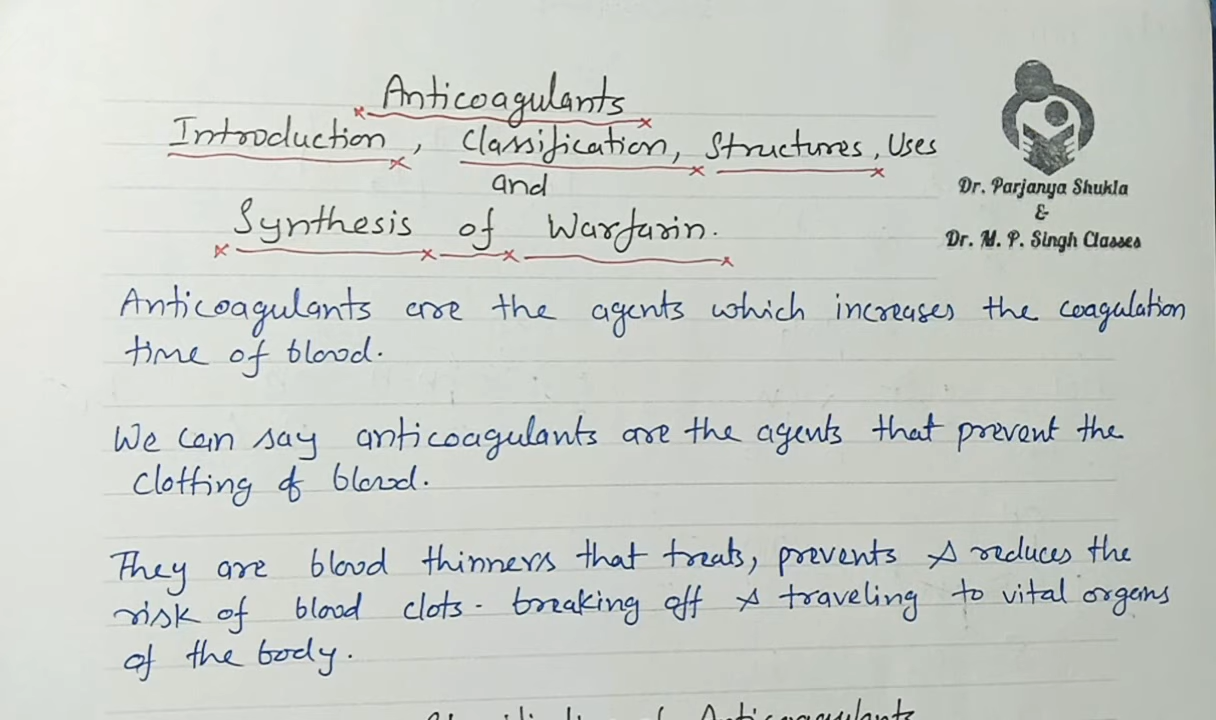 Anticoagulants
Introduction, Classification, Structures, Uses
and
Synthesis of Warfarin.
Dr. Parjanya Shukla
&
Dr. M. P. Singh Classes
Anticoagulants are the agents which increases the coagulation
time of blood.
We can say anticoagulants are the agents that prevent the
clotting of blood.
They are blood thinners that treats, prevents & reduces the
risk of blood clots - breaking off & traveling to vital organs
of the body.
Anticoagulants